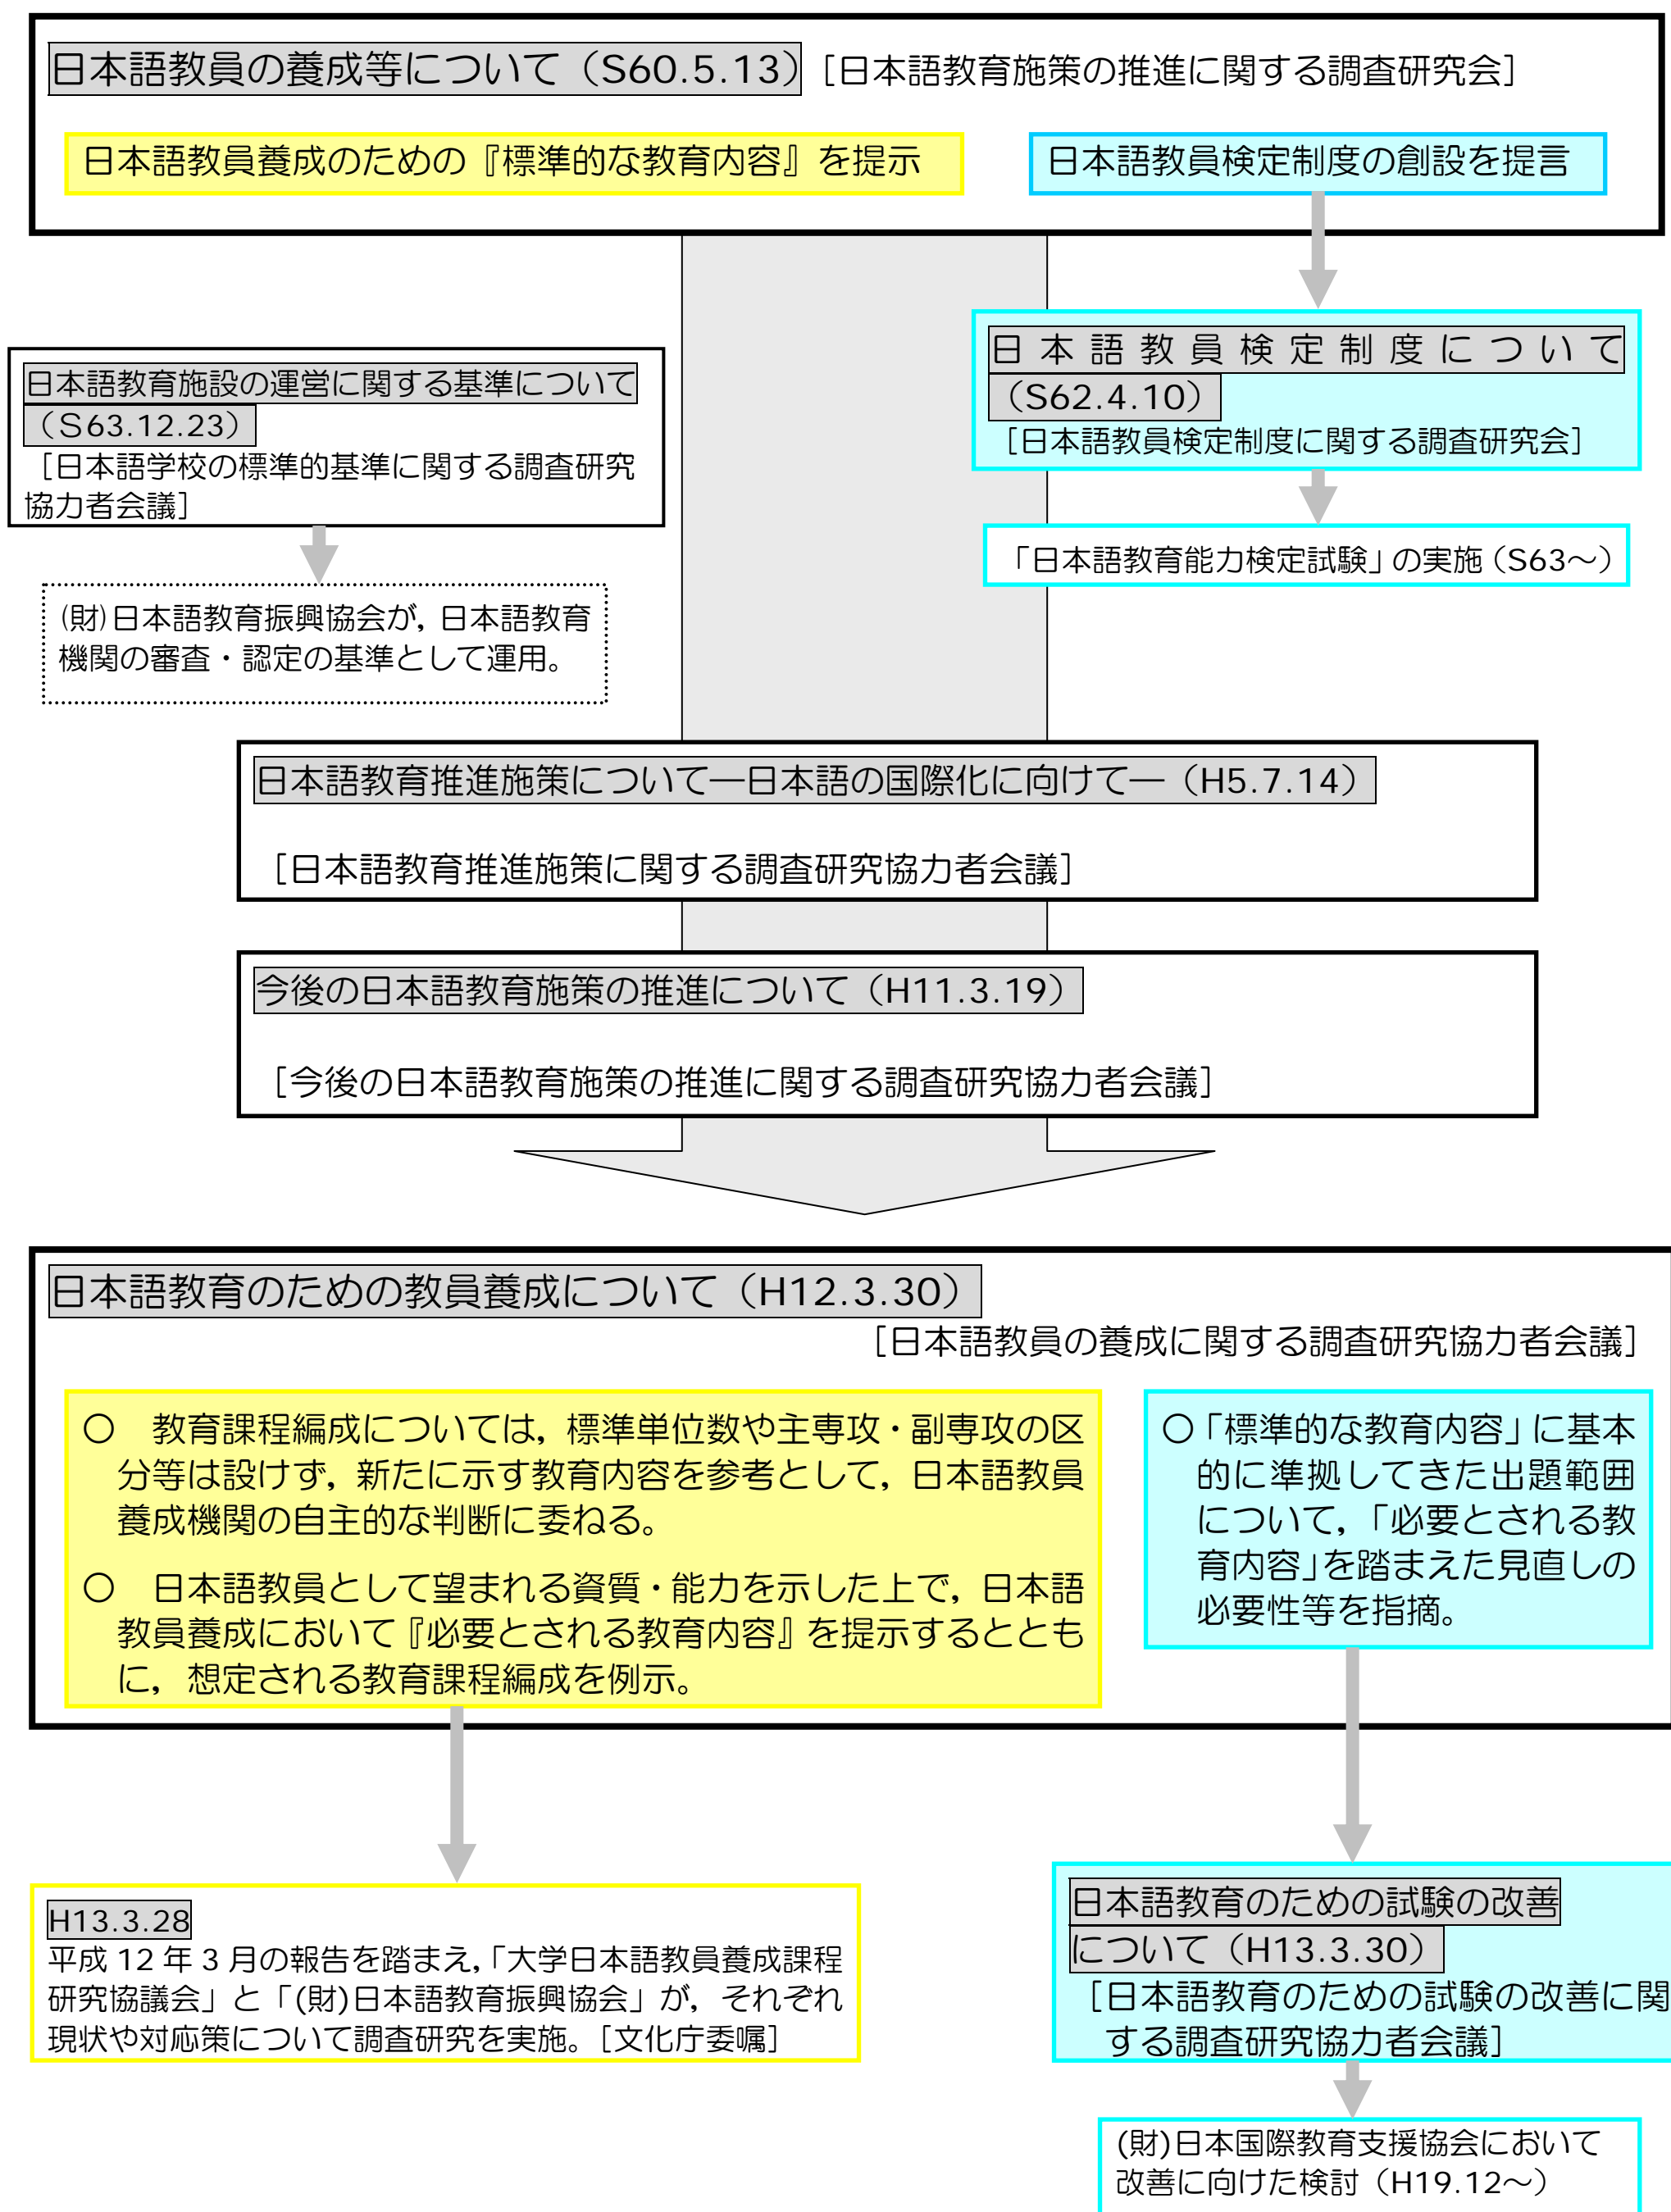 日本語教員の養成等について（S60.5.13）［日本語教育施策の推進に関する調査研究会］
日本語教員養成のための『標準的な教育内容』を提示
日本語教員検定制度の創設を提言
日本語教員検定制度について
（S62.4.10）
［日本語教員検定制度に関する調査研究会］
「日本語教育能力検定試験」の実施（S63～）
日本語教育施設の運営に関する基準について
（Ｓ63.12.23）
［日本語学校の標準的基準に関する調査研究
協力者会議］
(財)日本語教育振興協会が，日本語教育
機関の審査・認定の基準として運用。
日本語教育推進施策について―日本語の国際化に向けて―（H5.7.14）
［日本語教育推進施策に関する調査研究協力者会議］
今後の日本語教育施策の推進について（H11.3.19）
［今後の日本語教育施策の推進に関する調査研究協力者会議］
日本語教育のための教員養成について（H12.3.30）
［日本語教員の養成に関する調査研究協力者会議］
○　教育課程編成については，標準単位数や主専攻・副専攻の区
分等は設けず，新たに示す教育内容を参考として，日本語教員
養成機関の自主的な判断に委ねる。
○　日本語教員として望まれる資質・能力を示した上で，日本語
教員養成において『必要とされる教育内容』を提示するととも
に，想定される教育課程編成を例示。
○「標準的な教育内容」に基本
的に準拠してきた出題範囲
について，「必要とされる教
育内容」を踏まえた見直しの
必要性等を指摘。
H13.3.28
平成 12 年 3 月の報告を踏まえ，「大学日本語教員養成課程
研究協議会」と「(財)日本語教育振興協会」が，それぞれ
現状や対応策について調査研究を実施。［文化庁委嘱］
日本語教育のための試験の改善
について（H13.3.30）
［日本語教育のための試験の改善に関
する調査研究協力者会議］
(財)日本国際教育支援協会において
改善に向けた検討（H19.12～）